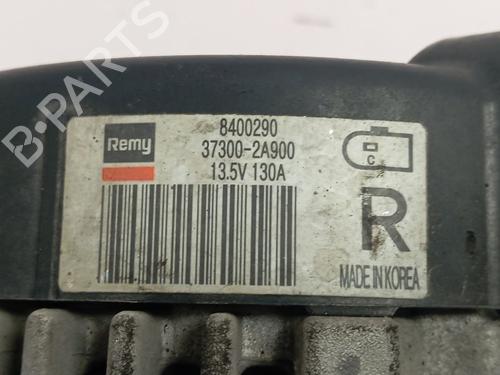 B-Parts
Remy
8400290
37300-2A900
13.5V 130A
C
R
MADE IN KOREA